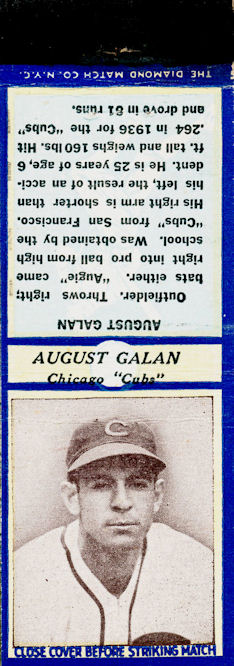 THE DIAMOND MATCH CO. N.Y.C.
AUGUST GALAN
Outfielder. Throws right;
bats either. "Augie" came
right into pro ball from high
school. Was obtained by the
"Cubs" from San Francisco.
His right arm is shorter than
his left, the result of an acci-
dent. He is 25 years of age, 6
ft. tall and weighs 160 lbs. Hit
.264 in 1936 for the "Cubs"
and drove in 81 runs.
AUGUST GALAN
Chicago "Cubs"
C
CLOSE COVER BEFORE STRIKING MATCH